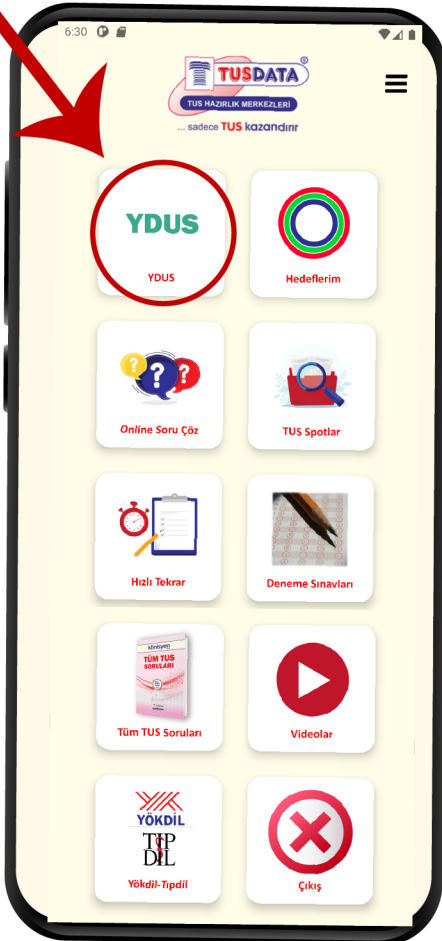 6:30
TUSDATA
TUS HAZIRLIK MERKEZLERİ
... sadece TUS kazandırır
YDUS
YDUS
Hedeflerim
Online Soru Çöz
TUS Spotlar
Hızlı Tekrar
Deneme Sınavları
klinisyen
TÜM TUS
SORULARI
Tüm TUS Soruları
Videolar
YÖKDİL
TIP
DİL
Yökdil-Tıpdil
Çıkış